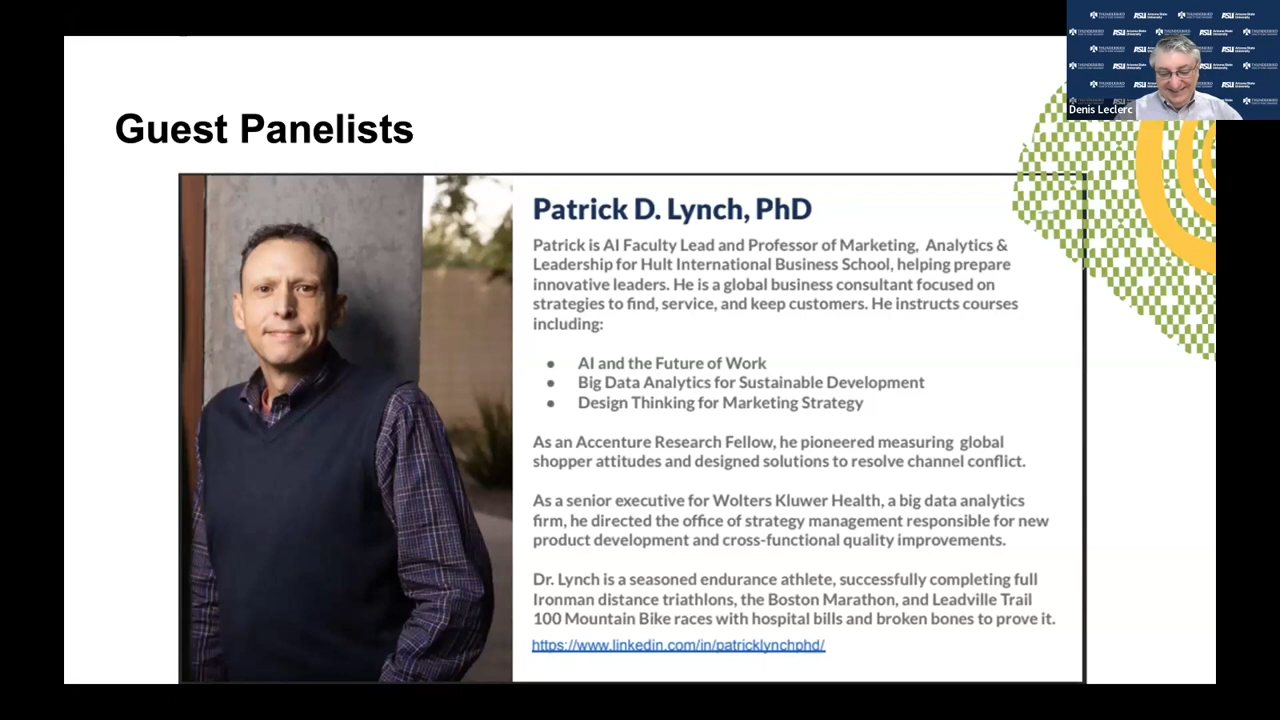 Guest Panelists
Patrick D. Lynch, PhD
Patrick is AI Faculty Lead and Professor of Marketing, Analytics &
Leadership for Hult International Business School, helping prepare
innovative leaders. He is a global business consultant focused on
strategies to find, service, and keep customers. He instructs courses
including:
● AI and the Future of Work
● Big Data Analytics for Sustainable Development
● Design Thinking for Marketing Strategy
As an Accenture Research Fellow, he pioneered measuring global
shopper attitudes and designed solutions to resolve channel conflict.
As a senior executive for Wolters Kluwer Health, a big data analytics
firm, he directed the office of strategy management responsible for new
product development and cross-functional quality improvements.
Dr. Lynch is a seasoned endurance athlete, successfully completing full
Ironman distance triathlons, the Boston Marathon, and Leadville Trail
100 Mountain Bike races with hospital bills and broken bones to prove it.
https://www.linkedin.com/in/patricklynchphd/
Denis Leclerc